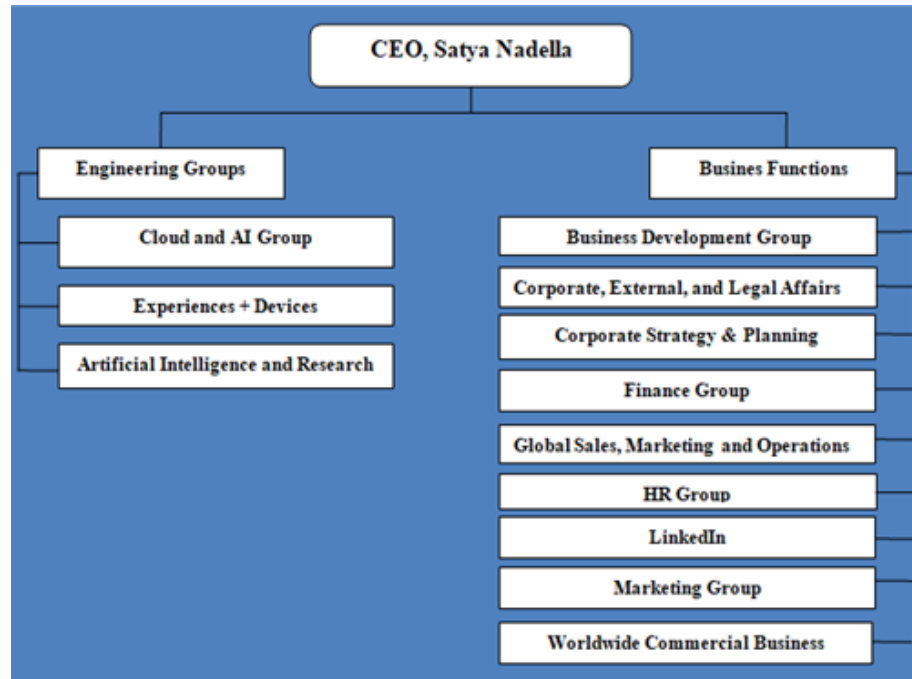 CEO, Satya Nadella
Engineering Groups
Cloud and AI Group
Experiences + Devices
Artificial Intelligence and Research
Busines Functions
Business Development Group
Corporate, External, and Legal Affairs
Corporate Strategy & Planning
Finance Group
Global Sales, Marketing and Operations
HR Group
LinkedIn
Marketing Group
Worldwide Commercial Business